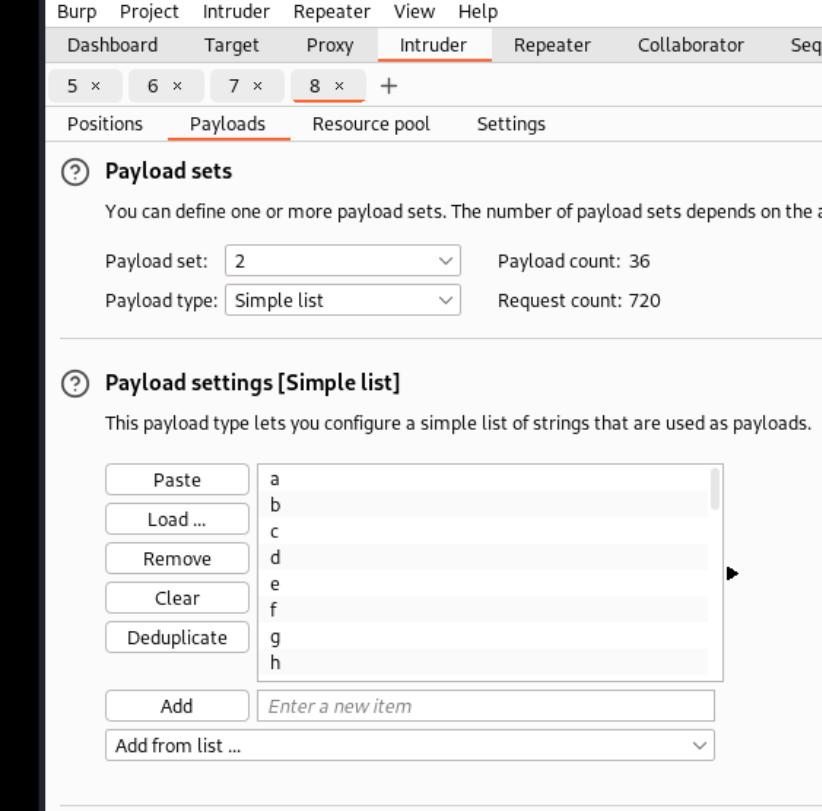 Burp Project Intruder Repeater View Help
Dashboard Target Proxy Intruder Repeater Collaborator Seq
5 × 6 × 7 × 8 × +
Positions Payloads Resource pool Settings
? Payload sets
You can define one or more payload sets. The number of payload sets depends on the a
Payload set: 2 Payload count: 36
Payload type: Simple list Request count: 720
? Payload settings [Simple list]
This payload type lets you configure a simple list of strings that are used as payloads.
Paste
Load ...
Remove
Clear
Deduplicate
a
b
c
d
e
f
g
h
Add Enter a new item
Add from list ...